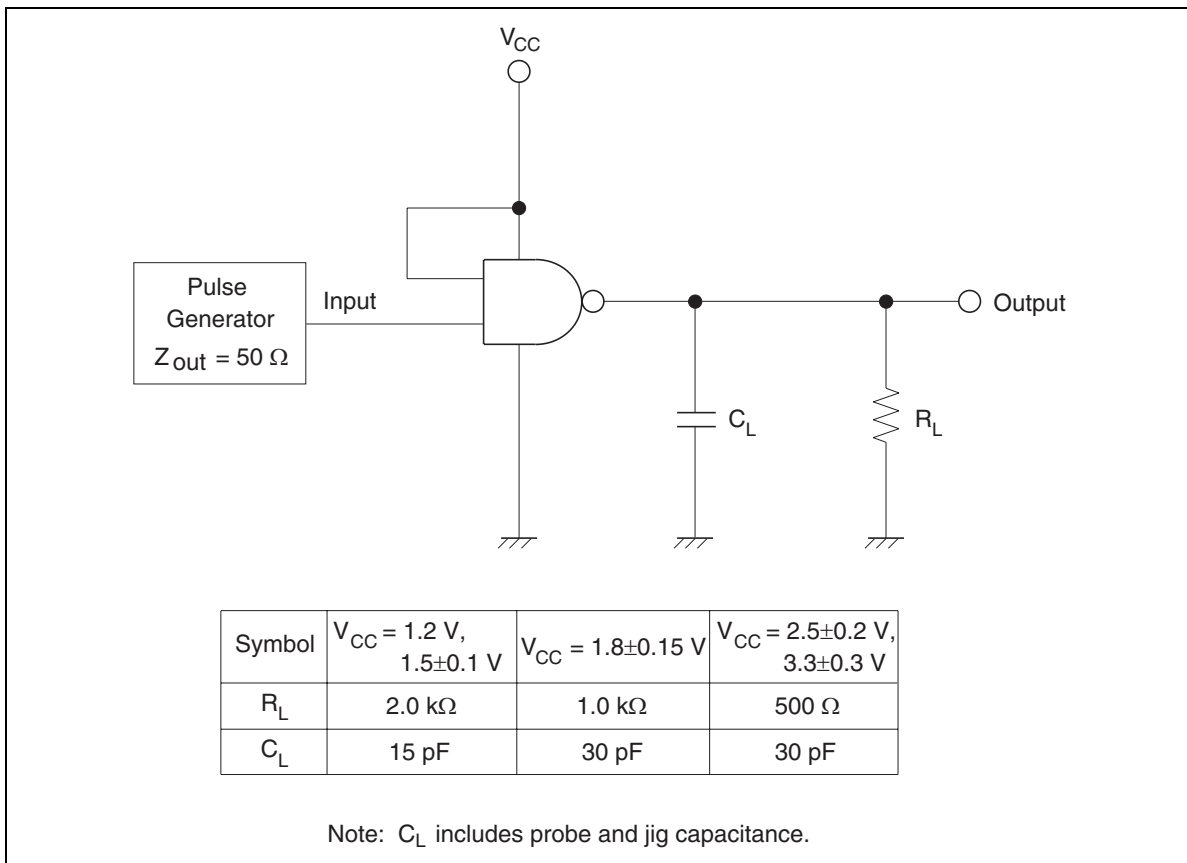 VCC
Pulse
Generator
Zout = 50 Ω
Input
Output
CL
RL
Symbol
VCC = 1.2 V,
1.5±0.1 V
VCC = 1.8±0.15 V
VCC = 2.5±0.2 V,
3.3±0.3 V
RL
2.0 kΩ
1.0 kΩ
500 Ω
CL
15 pF
30 pF
30 pF
Note: CL includes probe and jig capacitance.